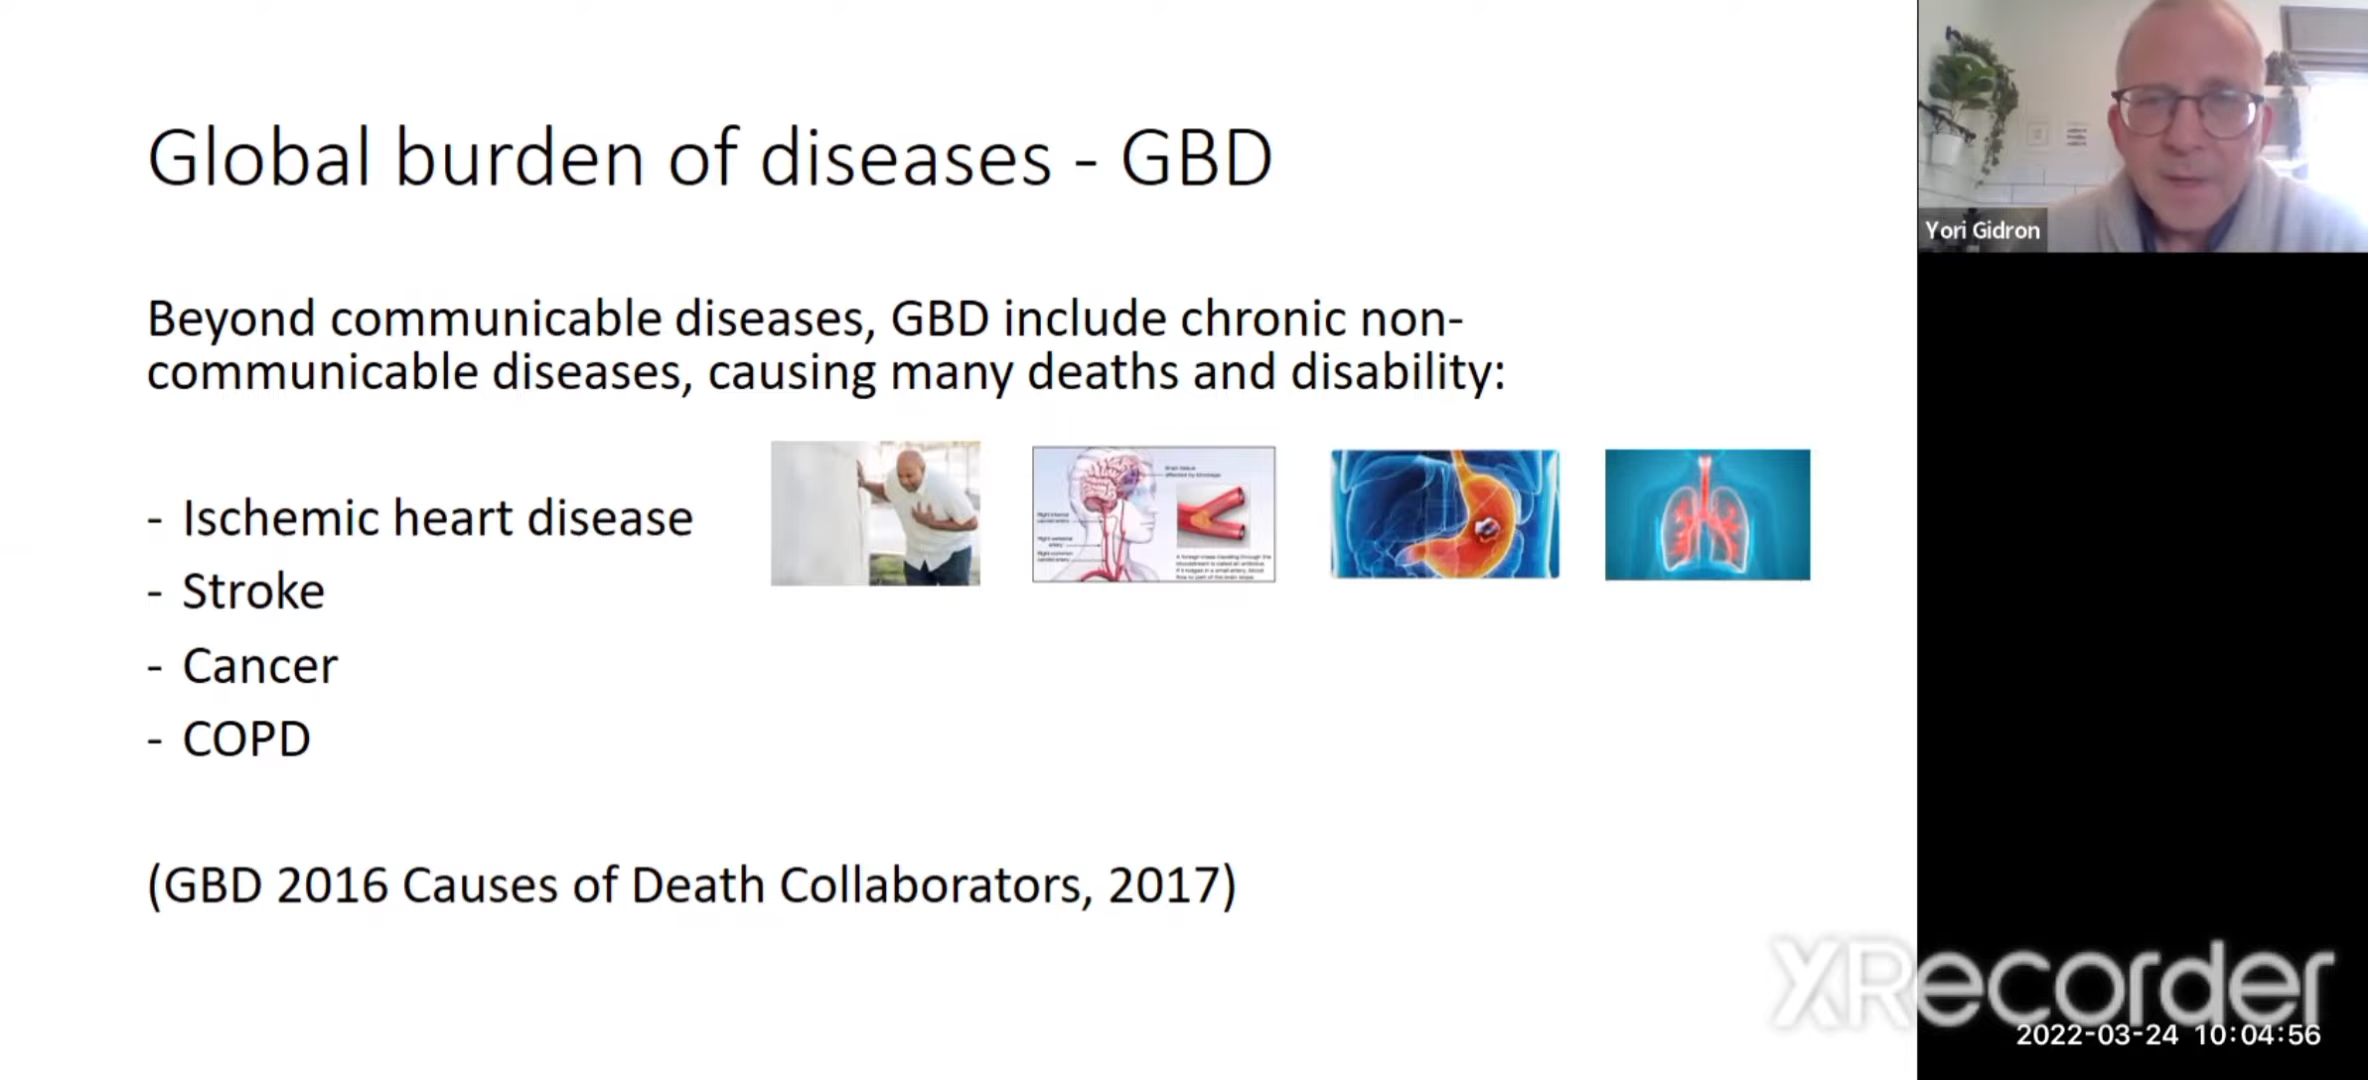 Global burden of diseases - GBD
Beyond communicable diseases, GBD include chronic non-
communicable diseases, causing many deaths and disability:
- Ischemic heart disease
- Stroke
- Cancer
- COPD
(GBD 2016 Causes of Death Collaborators, 2017)
Yori Gidron
XRecorder
2022-03-24 10:04:56